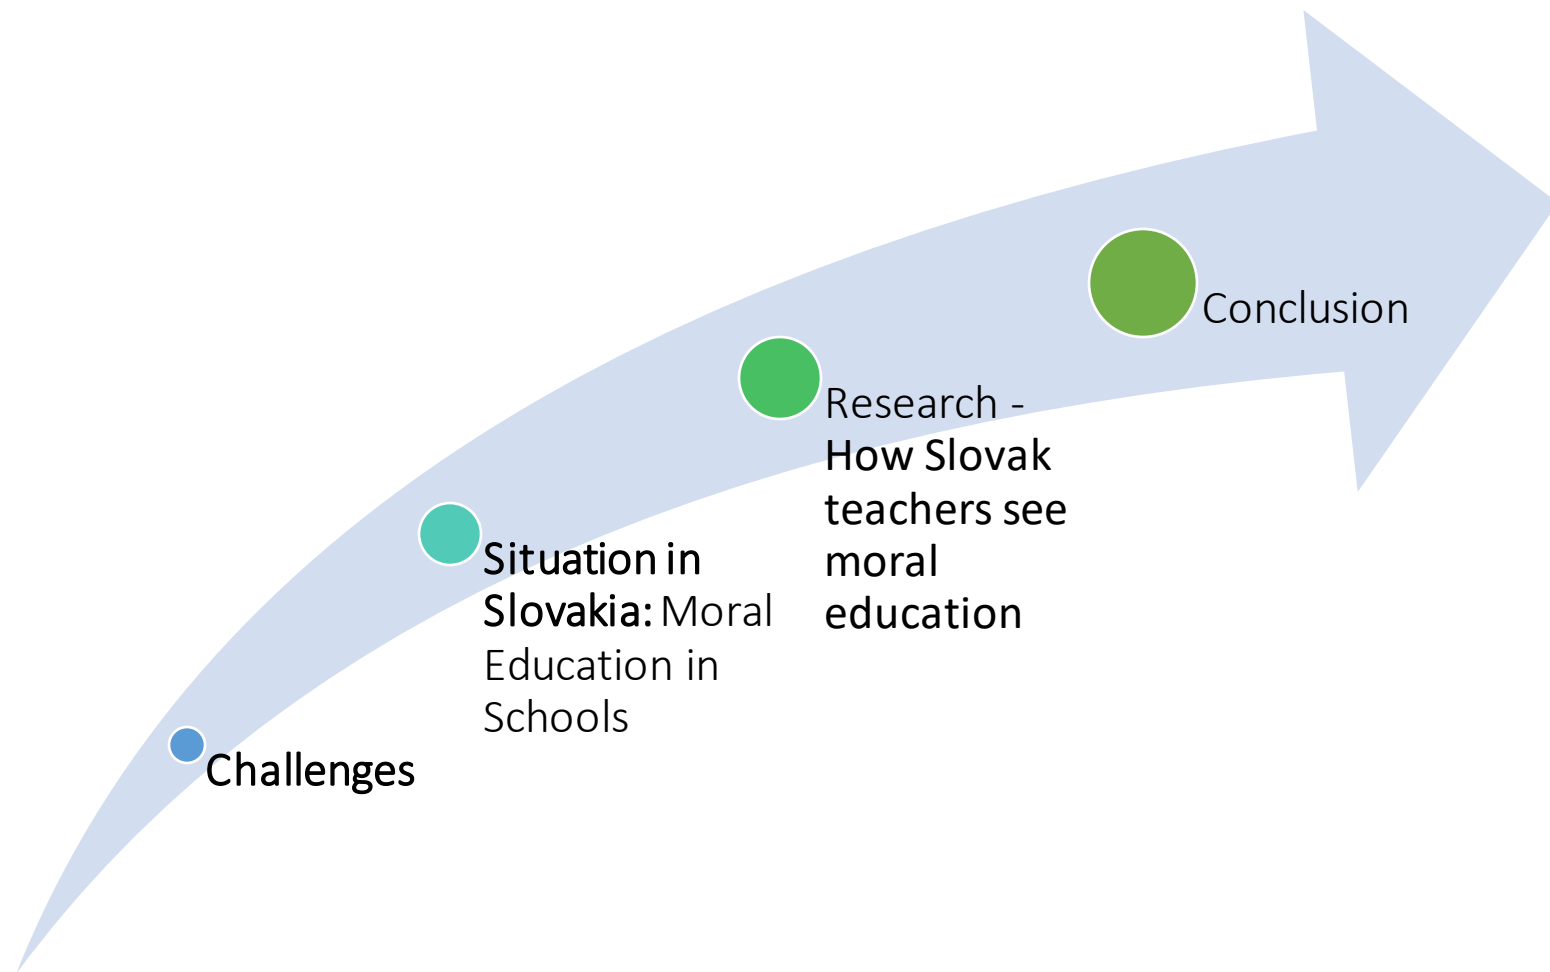 Conclusion
Research -
How Slovak
teachers see
moral
education
Situation in
Slovakia: Moral
Education in
Schools
Challenges